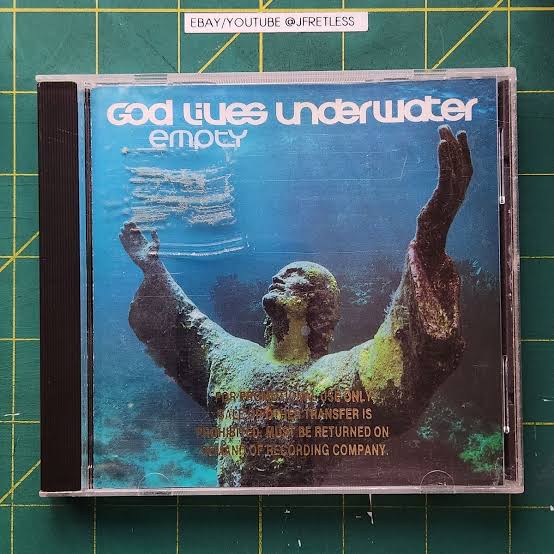 EBAY/YOUTUBE @JFRETLESS
God Lives Underwater
empty
FOR PROMOTIONAL USE ONLY
SALE OR OTHER TRANSFER IS
PROHIBITED. MUST BE RETURNED ON
DEMAND OF RECORDING COMPANY.